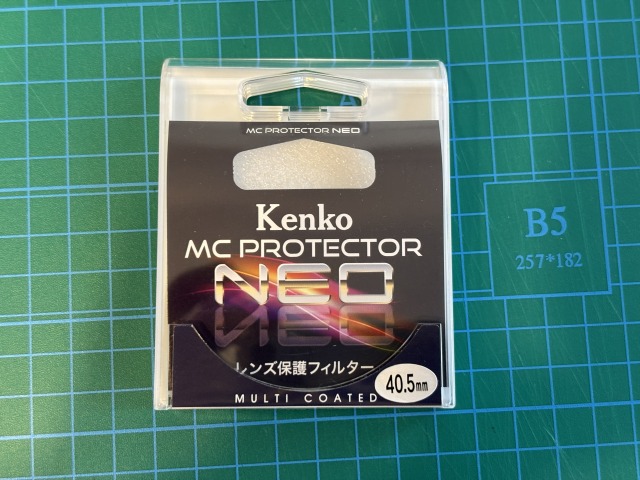 MC PROTECTOR NEO
Kenko
MC PROTECTOR
NEO
レンズ保護フィルター
40.5mm
MULTI COATED
B5
257*182